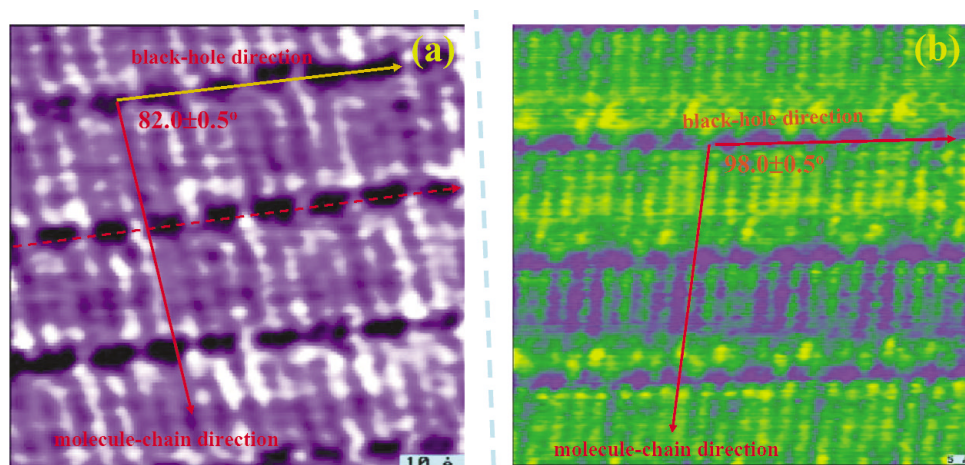 (a)
black-hole direction
82.0±0.5°
molecule-chain direction
(b)
black-hole direction
98.0±0.5°
molecule-chain direction